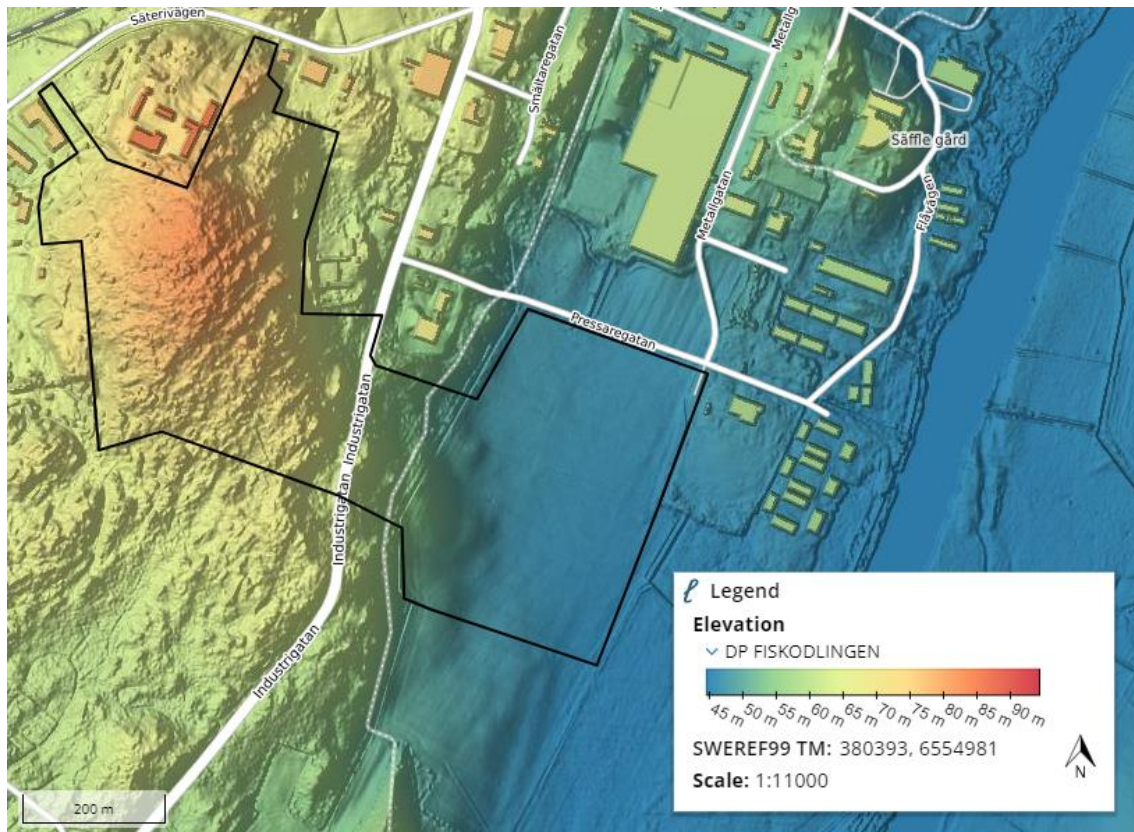 Säterivägen
Smältaregatan
Metallg
Säffle gård
Flåvägen
Metallgatan
Pressaregatan
Industrigatan
Industrigatan
Industrigatan
Legend
Elevation
DP FISKODLINGEN
45 m 50 m 55 m 60 m 65 m 70 m 75 m 80 m 85 m 90 m
SWEREF99 TM: 380393, 6554981
Scale: 1:11000
N
200 m